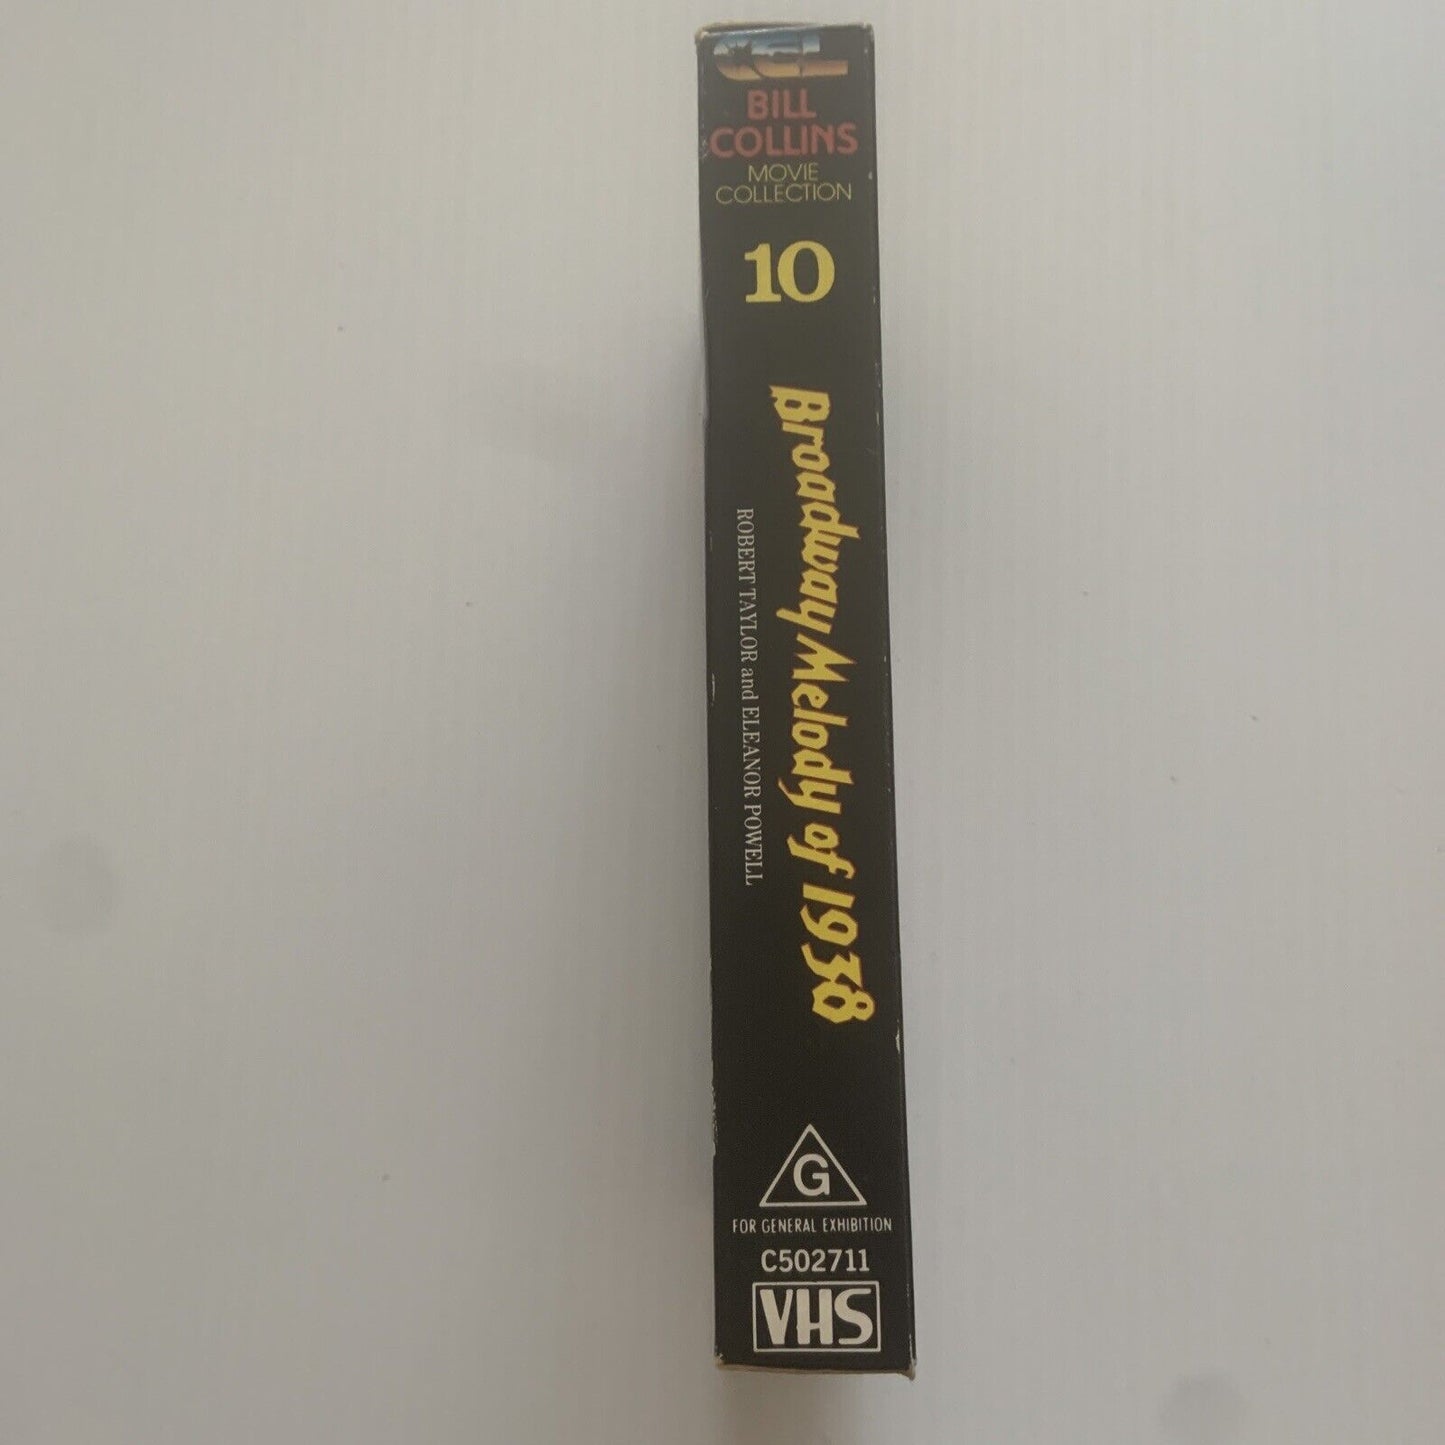 CEL
BILL
COLLINS
MOVIE
COLLECTION
10
Broadway Melody of 1938
ROBERT TAYLOR and ELEANOR POWELL
G
FOR GENERAL EXHIBITION
C502711
VHS